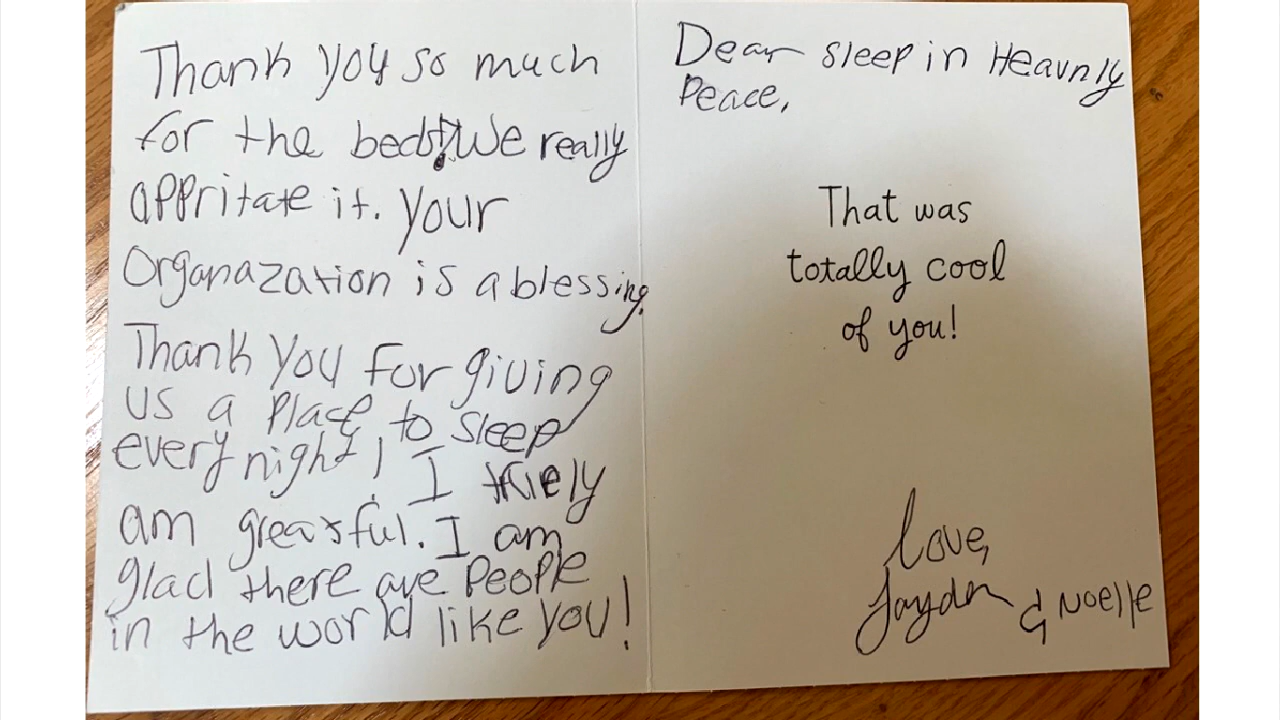 Thank you so much
for the beds! We really
appritate it. Your
Organazation is a blessing.
Thank you for giving
us a place to sleep
every night! I truely
am greatful. I am
glad there are people
in the world like you!
Dear Sleep in Heavnly
Peace,
That was
totally cool
of you!
Love,
Jaydn & Noelle